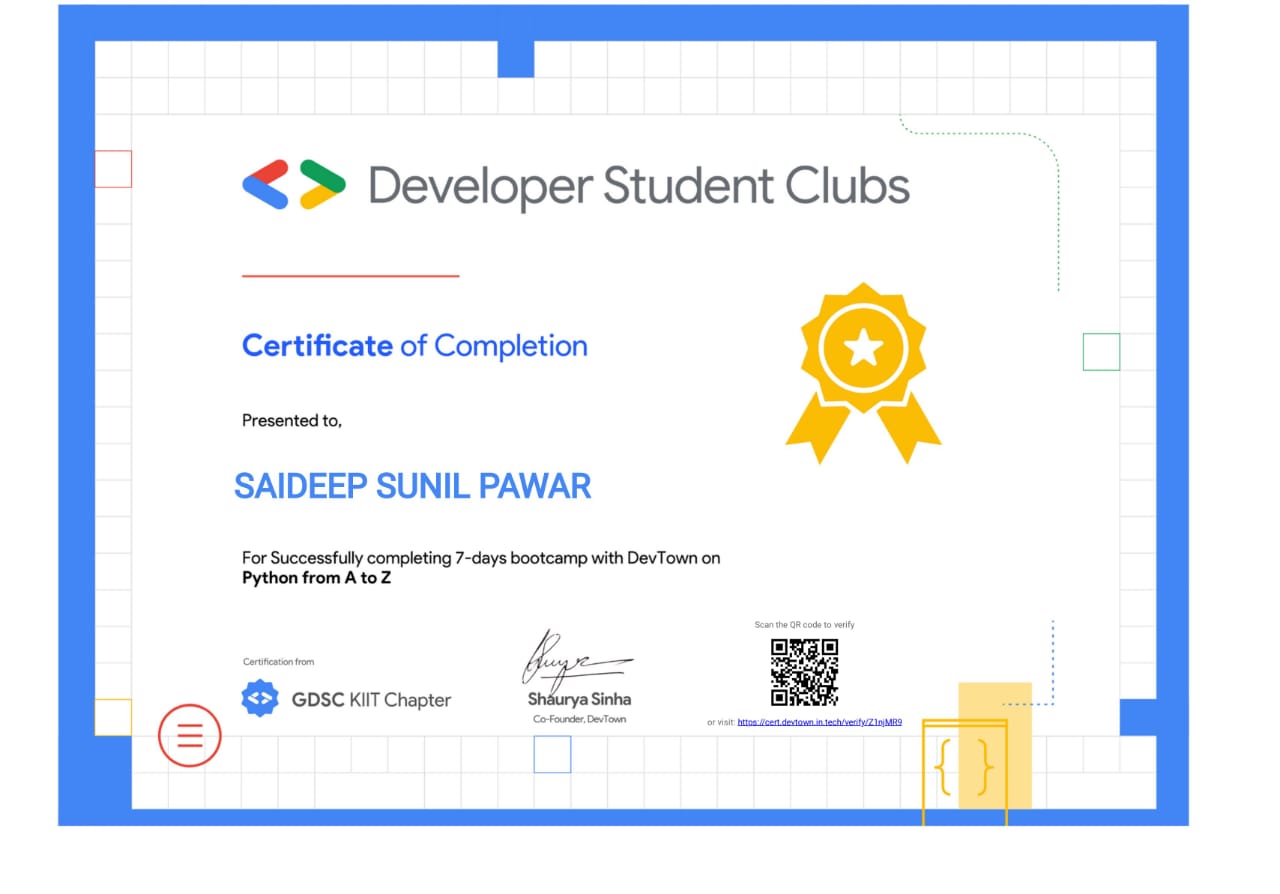 Developer Student Clubs
Certificate of Completion
Presented to,
SAIDEEP SUNIL PAWAR
For Successfully completing 7-days bootcamp with DevTown on
Python from A to Z
Certification from
GDSC KIIT Chapter
Shaurya Sinha
Co-Founder, DevTown
Scan the QR code to verify
or visit: https://cert.devtown.in.tech/verify/Z1njMR9
{ }